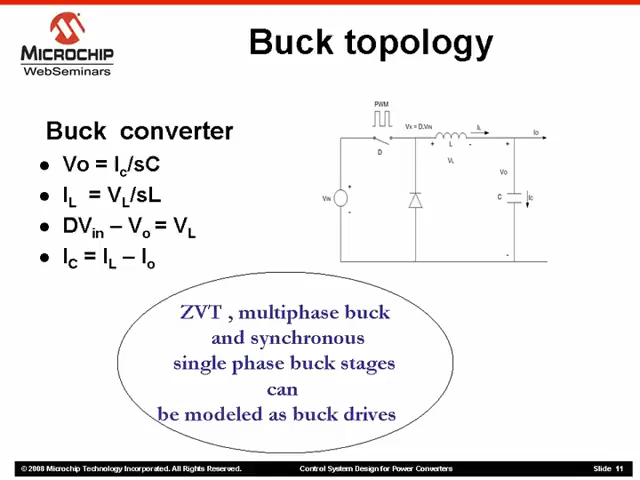 Buck topology
MICROCHIP
WebSeminars
Buck converter
Vo = Ic/sC
IL = VL/sL
DVin – Vo = VL
IC = IL – Io
PWM
VX = D.VIN
IL
Io
D
+ L -
+
VL
Vo
VIN
+
-
C
IC
-
ZVT , multiphase buck
and synchronous
single phase buck stages
can
be modeled as buck drives
© 2008 Microchip Technology Incorporated. All Rights Reserved.
Control System Design for Power Converters
Slide 11